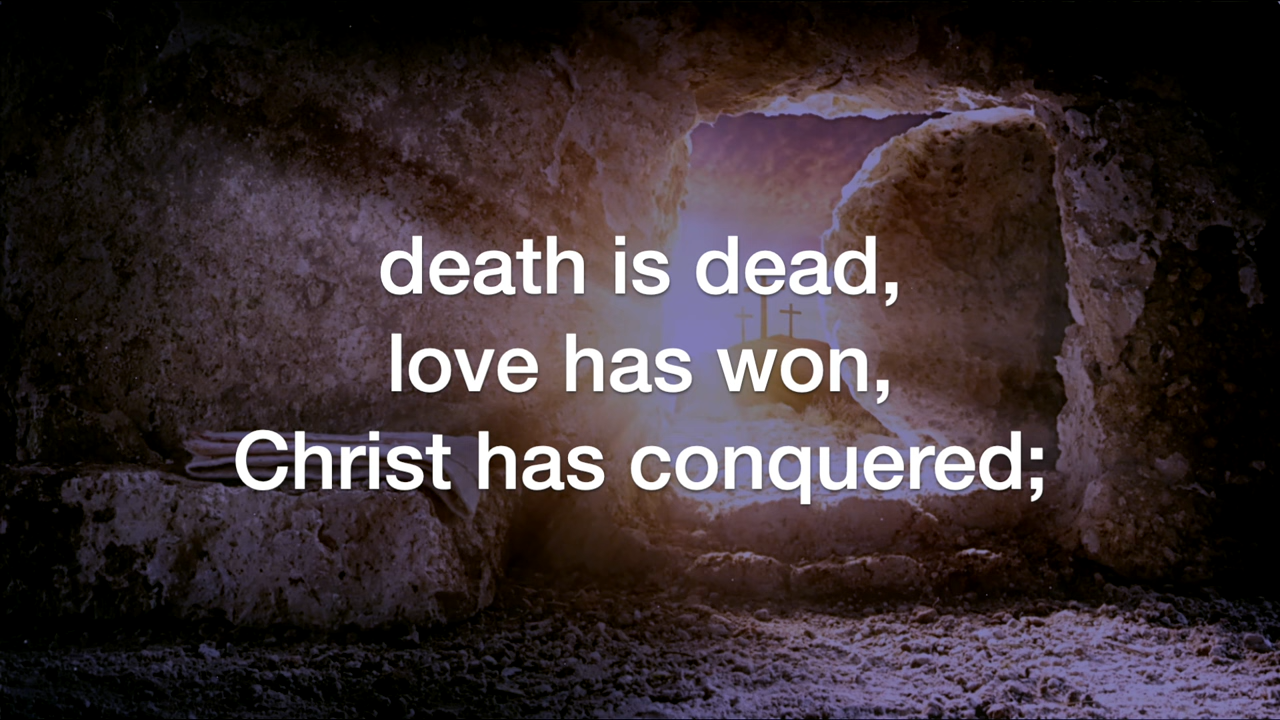 death is dead,
love has won,
Christ has conquered;